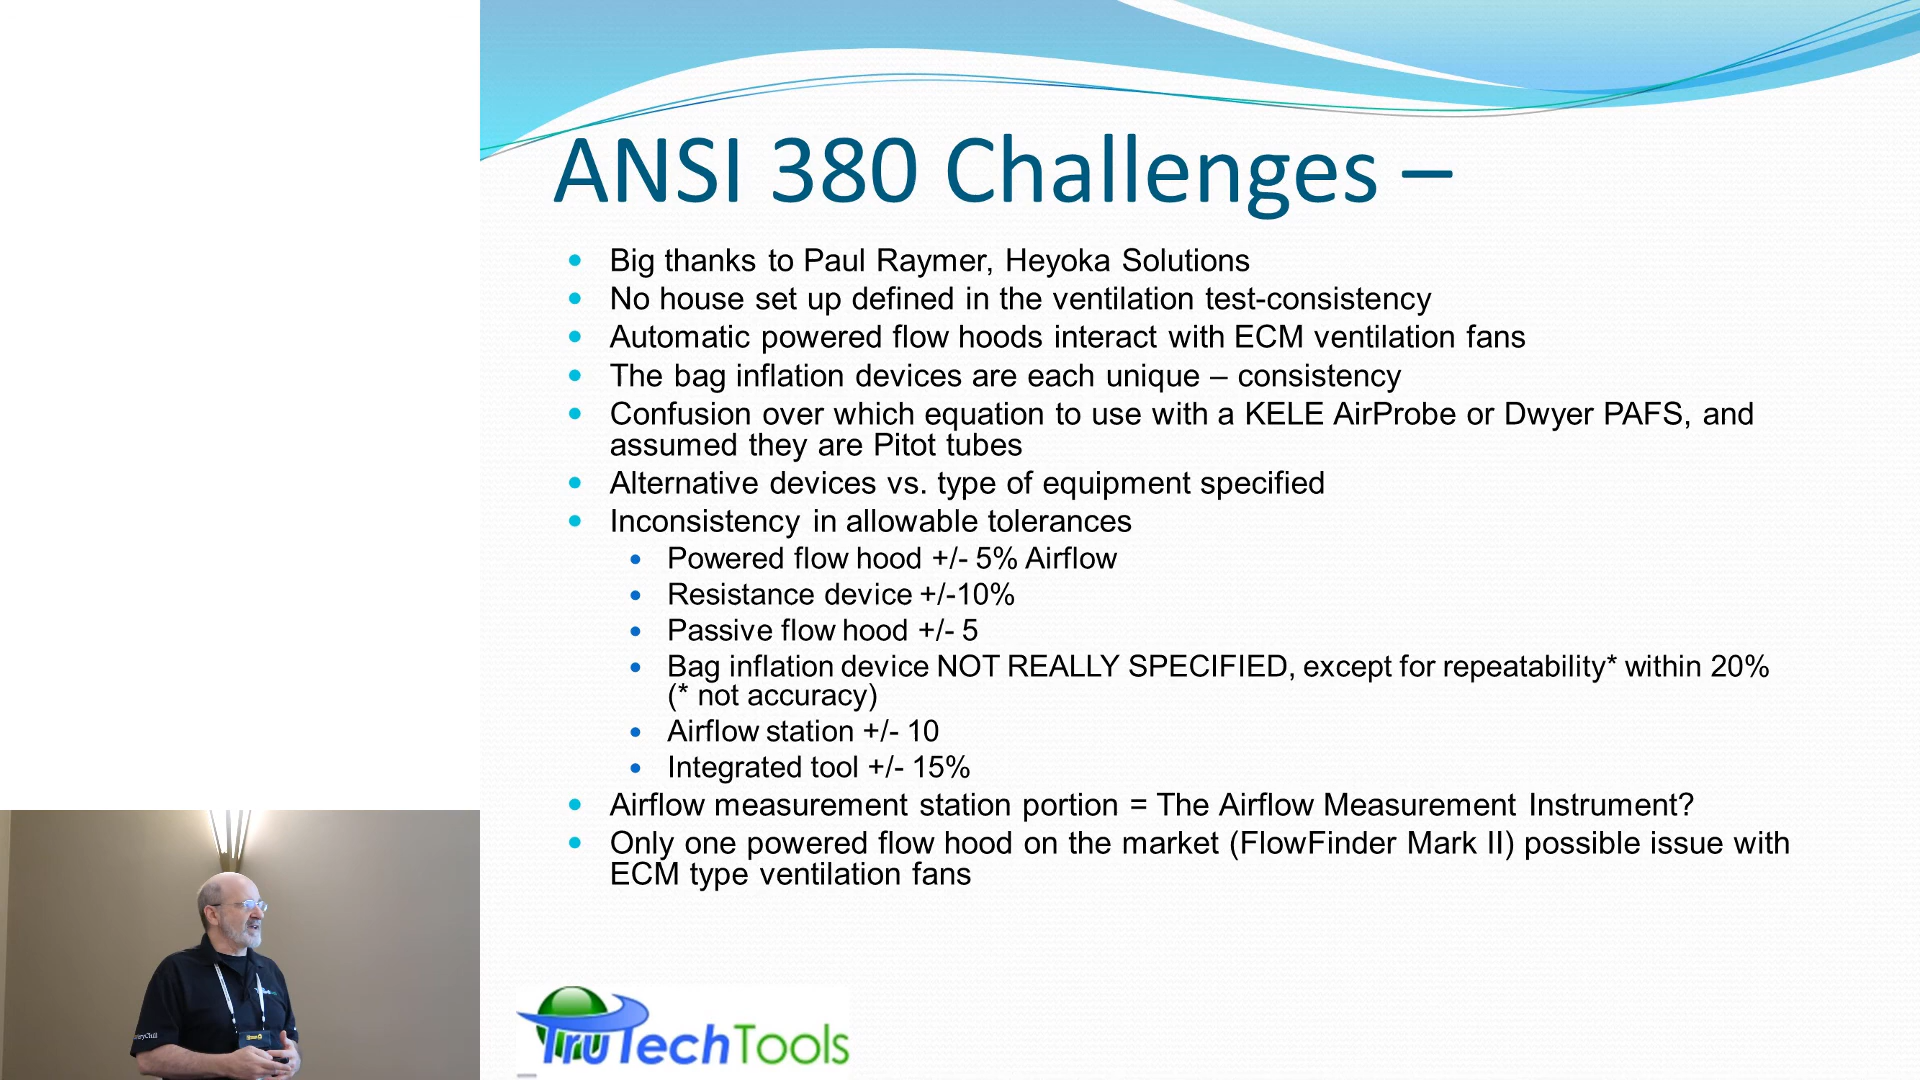 ANSI 380 Challenges –
Big thanks to Paul Raymer, Heyoka Solutions
No house set up defined in the ventilation test-consistency
Automatic powered flow hoods interact with ECM ventilation fans
The bag inflation devices are each unique – consistency
Confusion over which equation to use with a KELE AirProbe or Dwyer PAFS, and
assumed they are Pitot tubes
Alternative devices vs. type of equipment specified
Inconsistency in allowable tolerances
Powered flow hood +/- 5% Airflow
Resistance device +/-10%
Passive flow hood +/- 5
Bag inflation device NOT REALLY SPECIFIED, except for repeatability* within 20%
(* not accuracy)
Airflow station +/- 10
Integrated tool +/- 15%
Airflow measurement station portion = The Airflow Measurement Instrument?
Only one powered flow hood on the market (FlowFinder Mark II) possible issue with
ECM type ventilation fans
TruTechTools